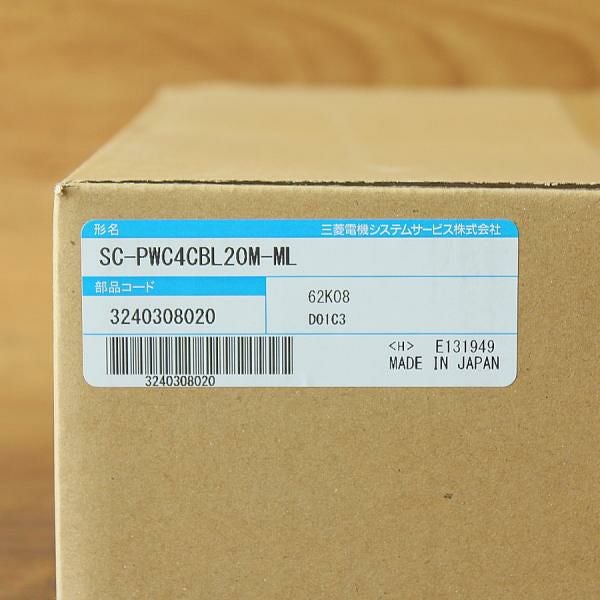 形名 三菱電機システムサービス株式会社
SC-PWC4CBL20M-ML
部品コード
3240308020
62K08
D01C3
3240308020
<H> E131949
MADE IN JAPAN